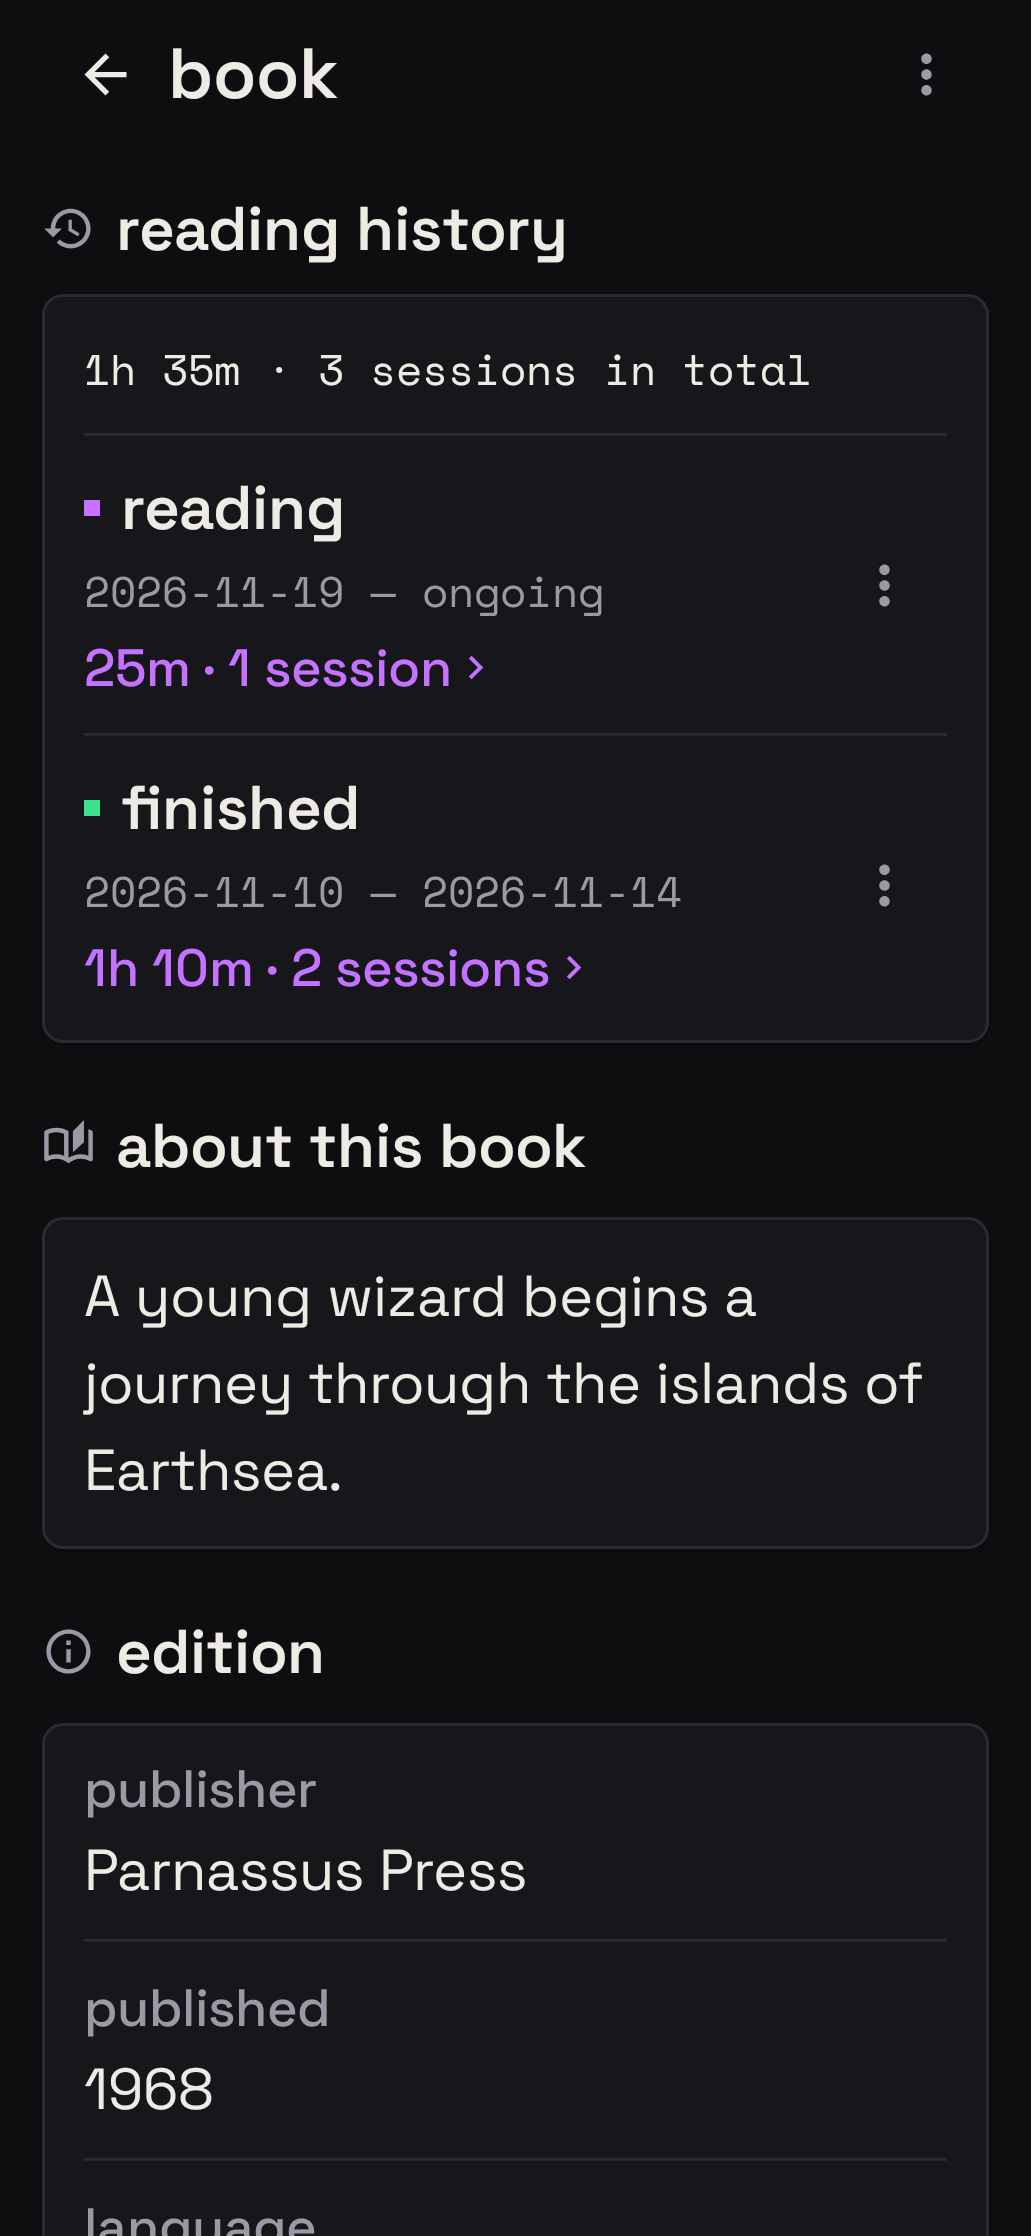 book
reading history
1h 35m · 3 sessions in total
reading
2026-11-19 — ongoing
25m · 1 session >
finished
2026-11-10 — 2026-11-14
1h 10m · 2 sessions >
about this book
A young wizard begins a
journey through the islands of
Earthsea.
edition
publisher
Parnassus Press
published
1968
language